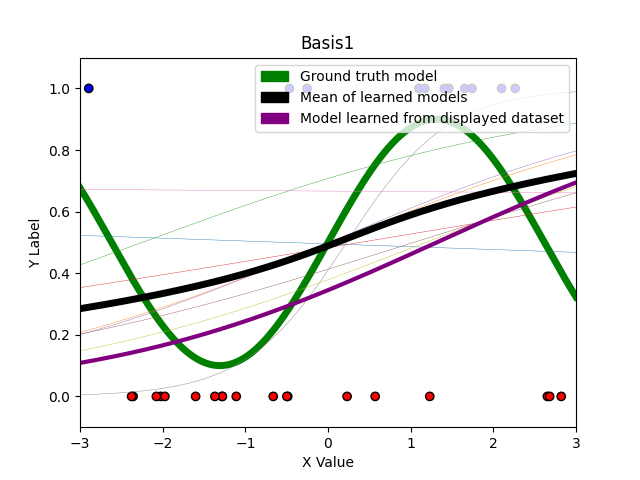 Basis1
Ground truth model
Mean of learned models
Model learned from displayed dataset
Y Label
1.0
0.8
0.6
0.4
0.2
0.0
−3
−2
−1
0
1
2
3
X Value